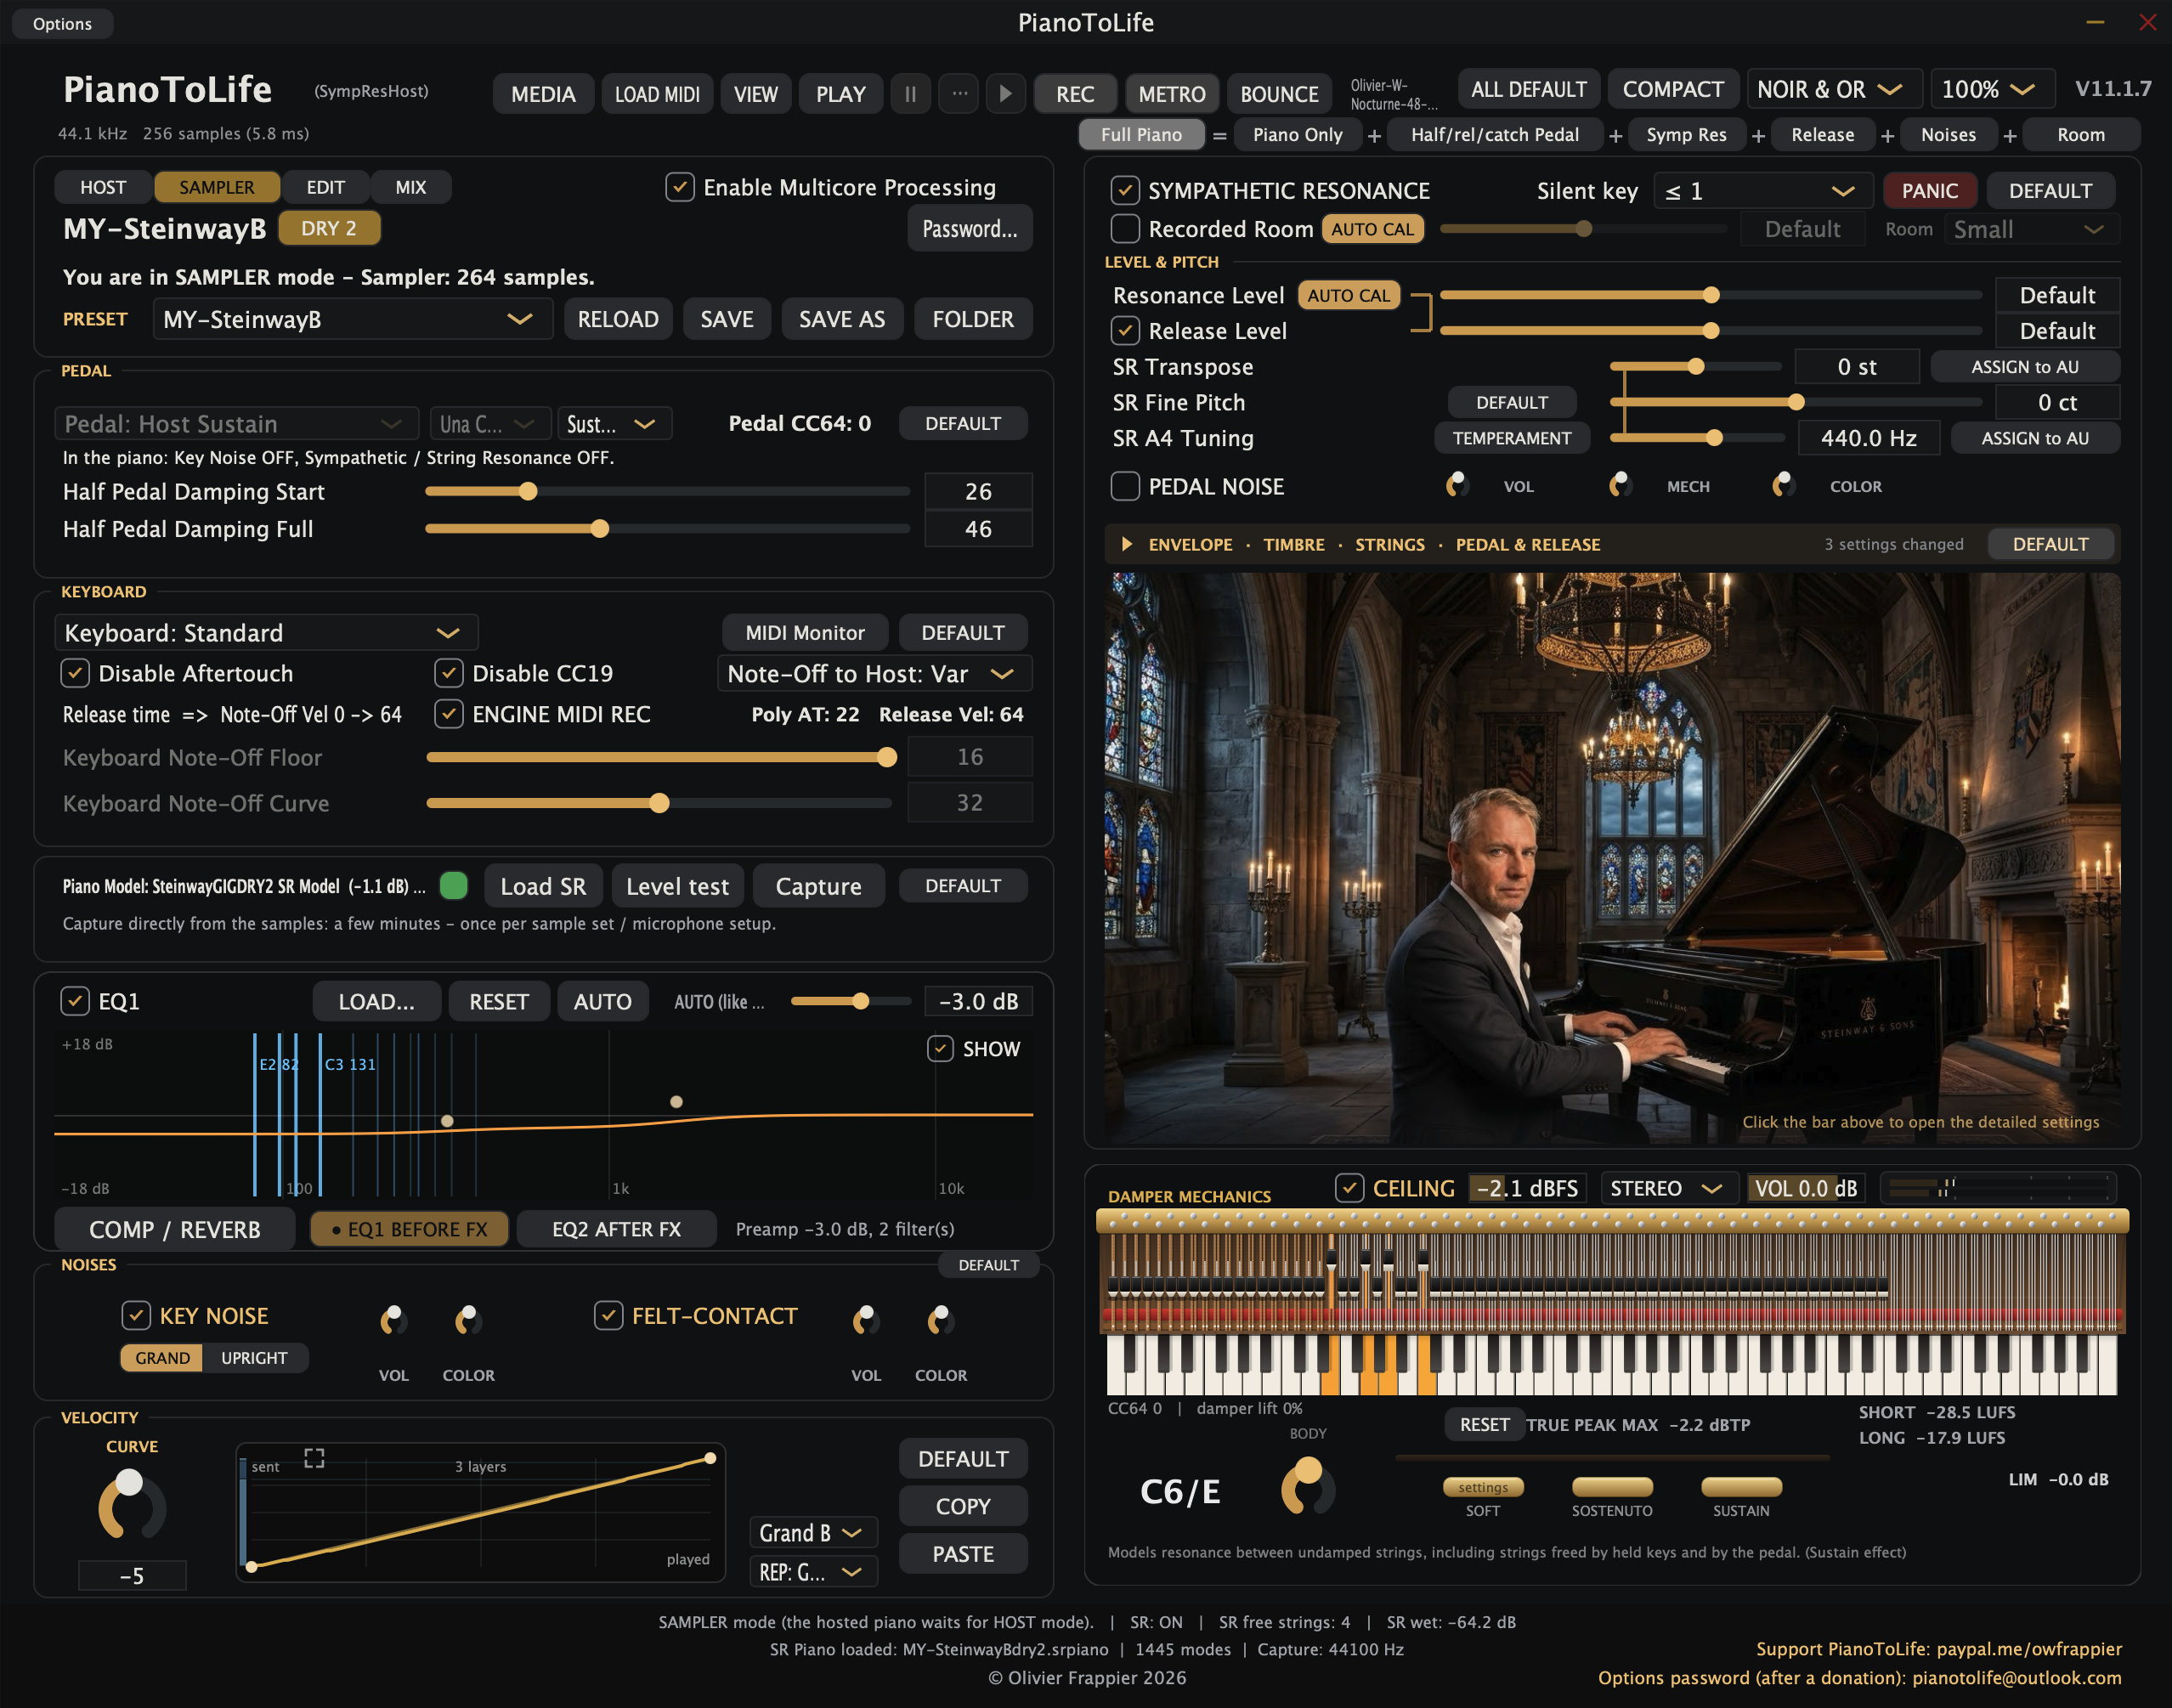 Options
PianoToLife
PianoToLife (SympResHost) MEDIA LOAD MIDI VIEW PLAY ··· REC METRO BOUNCE Olivier-W-Nocturne-48-... ALL DEFAULT COMPACT NOIR & OR 100% V11.1.7
44.1 kHz 256 samples (5.8 ms)
Full Piano = Piano Only + Half/rel/catch Pedal + Symp Res + Release + Noises + Room
HOST SAMPLER EDIT MIX Enable Multicore Processing
MY-SteinwayB DRY 2 Password...
You are in SAMPLER mode – Sampler: 264 samples.
PRESET MY-SteinwayB RELOAD SAVE SAVE AS FOLDER
PEDAL
Pedal: Host Sustain Una C... Sust... Pedal CC64: 0 DEFAULT
In the piano: Key Noise OFF, Sympathetic / String Resonance OFF.
Half Pedal Damping Start 26
Half Pedal Damping Full 46
KEYBOARD
Keyboard: Standard MIDI Monitor DEFAULT
Disable Aftertouch Disable CC19 Note-Off to Host: Var
Release time => Note-Off Vel 0 -> 64 ENGINE MIDI REC Poly AT: 22 Release Vel: 64
Keyboard Note-Off Floor 16
Keyboard Note-Off Curve 32
Piano Model: SteinwayGIGDRY2 SR Model (-1.1 dB) ... Load SR Level test Capture DEFAULT
Capture directly from the samples: a few minutes – once per sample set / microphone setup.
EQ1 LOAD... RESET AUTO AUTO (like ... -3.0 dB
+18 dB SHOW
E2 82 C3 131
-18 dB 100 1k 10k
COMP / REVERB ● EQ1 BEFORE FX EQ2 AFTER FX Preamp -3.0 dB, 2 filter(s)
NOISES DEFAULT
KEY NOISE FELT-CONTACT
GRAND UPRIGHT
VOL COLOR VOL COLOR
VELOCITY
CURVE
sent 3 layers DEFAULT
COPY
Grand B
played PASTE
-5 REP: G...
SYMPATHETIC RESONANCE Silent key ≤ 1 PANIC DEFAULT
Recorded Room AUTO CAL Default Room Small
LEVEL & PITCH
Resonance Level AUTO CAL Default
Release Level Default
SR Transpose 0 st ASSIGN to AU
SR Fine Pitch DEFAULT 0 ct
SR A4 Tuning TEMPERAMENT 440.0 Hz ASSIGN to AU
PEDAL NOISE VOL MECH COLOR
ENVELOPE · TIMBRE · STRINGS · PEDAL & RELEASE 3 settings changed DEFAULT
STEINWAY & SONS
Click the bar above to open the detailed settings
DAMPER MECHANICS CEILING -2.1 dBFS STEREO VOL 0.0 dB
CC64 0 | damper lift 0%
BODY RESET TRUE PEAK MAX -2.2 dBTP SHORT -28.5 LUFS
LONG -17.9 LUFS
C6/E settings LIM -0.0 dB
SOFT SOSTENUTO SUSTAIN
Models resonance between undamped strings, including strings freed by held keys and by the pedal. (Sustain effect)
SAMPLER mode (the hosted piano waits for HOST mode). | SR: ON | SR free strings: 4 | SR wet: -64.2 dB
SR Piano loaded: MY-SteinwayBdry2.srpiano | 1445 modes | Capture: 44100 Hz
© Olivier Frappier 2026
Support PianoToLife: paypal.me/owfrappier
Options password (after a donation): pianotolife@outlook.com